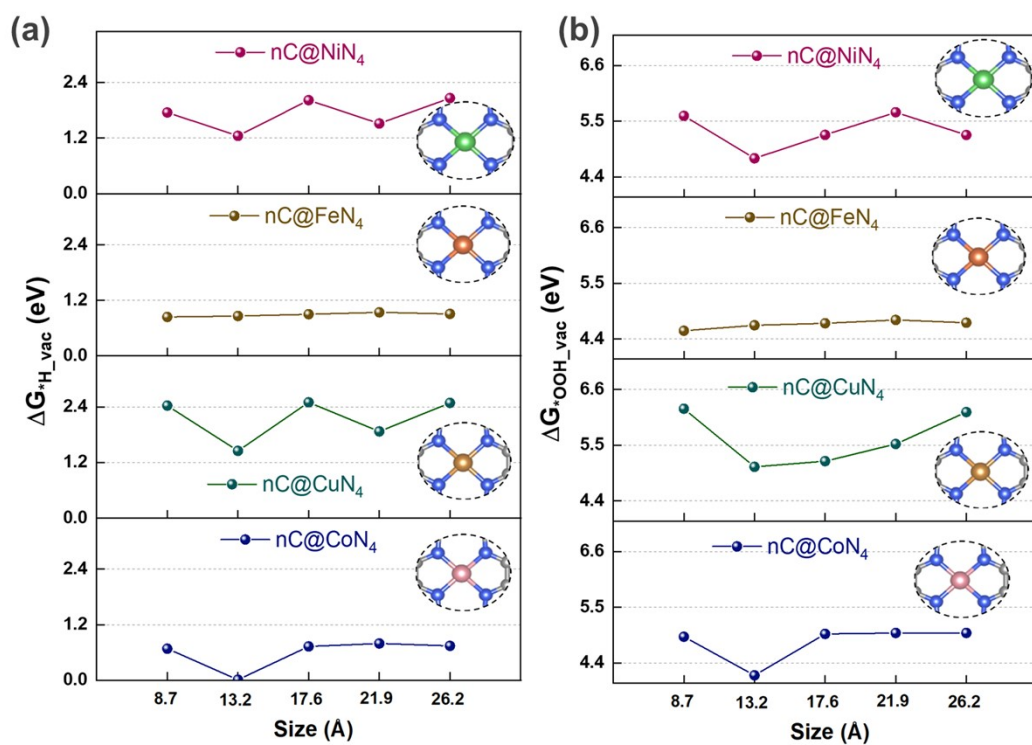 (a)
ΔG*H_vac (eV)
nC@NiN4
2.4
1.2
0.0
nC@FeN4
2.4
1.2
0.0
2.4
1.2
nC@CuN4
0.0
nC@CoN4
2.4
1.2
0.0
8.7 13.2 17.6 21.9 26.2
Size (Å)
(b)
ΔG*OOH_vac (eV)
nC@NiN4
6.6
5.5
4.4
nC@FeN4
6.6
5.5
4.4
nC@CuN4
6.6
5.5
4.4
nC@CoN4
6.6
5.5
4.4
8.7 13.2 17.6 21.9 26.2
Size (Å)